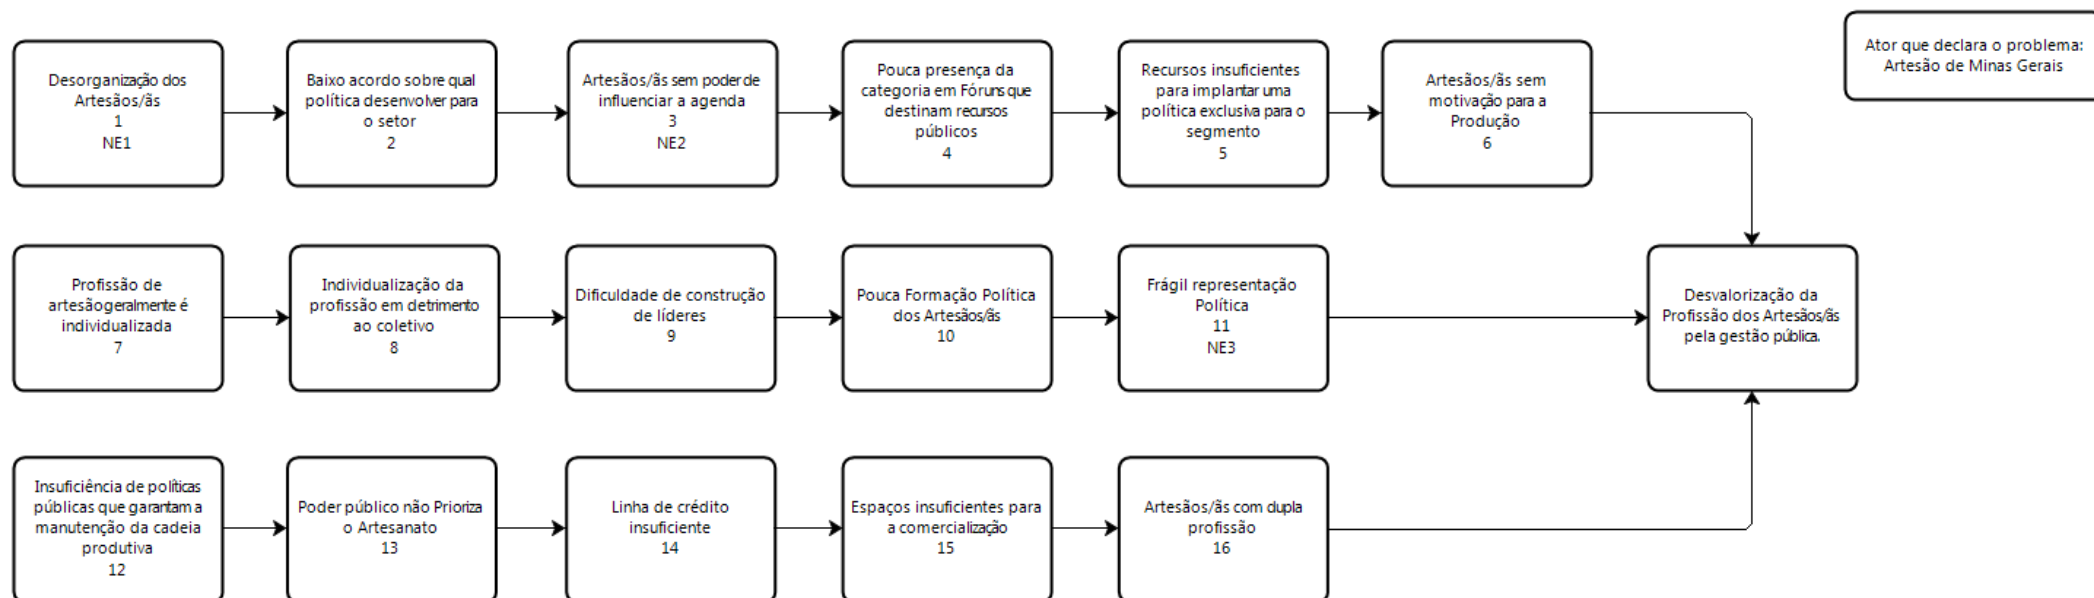 Ator que declara o problema:
Artesão de Minas Gerais
Desorganização dos
Artesãos/ãs
1
NE1
Baixo acordo sobre qual
política desenvolver para
o setor
2
Artesãos/ãs sem poder de
influenciar a agenda
3
NE2
Pouca presença da
categoria em Fóruns que
destinam recursos
públicos
4
Recursos insuficientes
para implantar uma
política exclusiva para o
segmento
5
Artesãos/ãs sem
motivação para a
Produção
6
Profissão de
artesão geralmente é
individualizada
7
Individualização da
profissão em detrimento
ao coletivo
8
Dificuldade de construção
de líderes
9
Pouca Formação Política
dos Artesãos/ãs
10
Frágil representação
Política
11
NE3
Desvalorização da
Profissão dos Artesãos/ãs
pela gestão pública.
Insuficiência de políticas
públicas que garantam a
manutenção da cadeia
produtiva
12
Poder público não Prioriza
o Artesanato
13
Linha de crédito
insuficiente
14
Espaços insuficientes para
a comercialização
15
Artesãos/ãs com dupla
profissão
16